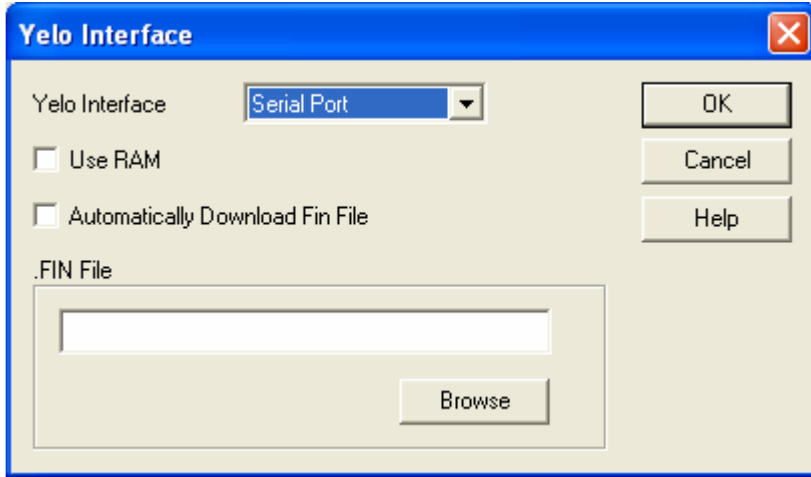 Yelo Interface
Yelo Interface Serial Port OK
Use RAM Cancel
Automatically Download Fin File Help
.FIN File
Browse